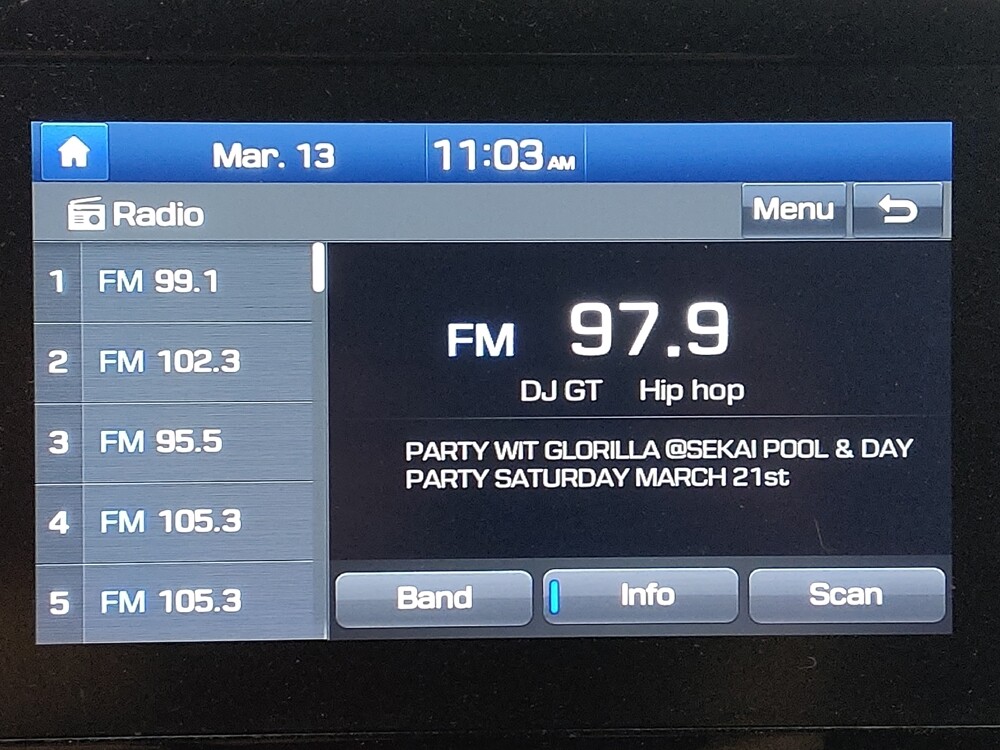 Mar. 13 11:03 AM
Radio Menu
1 FM 99.1
2 FM 102.3
3 FM 95.5
4 FM 105.3
5 FM 105.3
FM 97.9
DJ GT Hip hop
PARTY WIT GLORILLA @SEKAI POOL & DAY
PARTY SATURDAY MARCH 21st
Band Info Scan